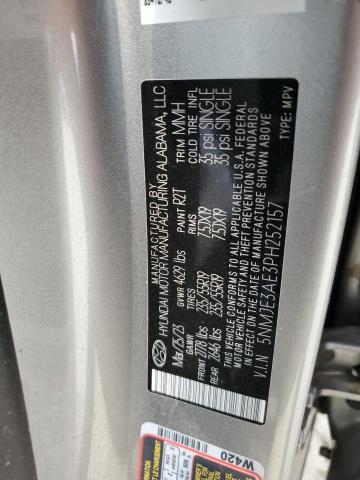 MANUFACTURED BY
HYUNDAI MOTOR MANUFACTURING ALABAMA, LLC
Mar/25/23 GVWR 4629 lbs PAINT R2T TRIM MMH
GAWR TIRE RIMS COLD TIRE INF.
FRONT 2778 lbs 235/55R19 7.5JX19 35 psi SINGLE
REAR 2646 lbs 235/55R19 7.5JX19 35 psi SINGLE
THIS VEHICLE CONFORMS TO ALL APPLICABLE U.S.A. FEDERAL
MOTOR VEHICLE SAFETY AND THEFT PREVENTION STANDARDS
IN EFFECT ON THE DATE OF MANUFACTURE SHOWN ABOVE.
V.I.N 5NMJE3AE3PH252157 TYPE: MPV
W420